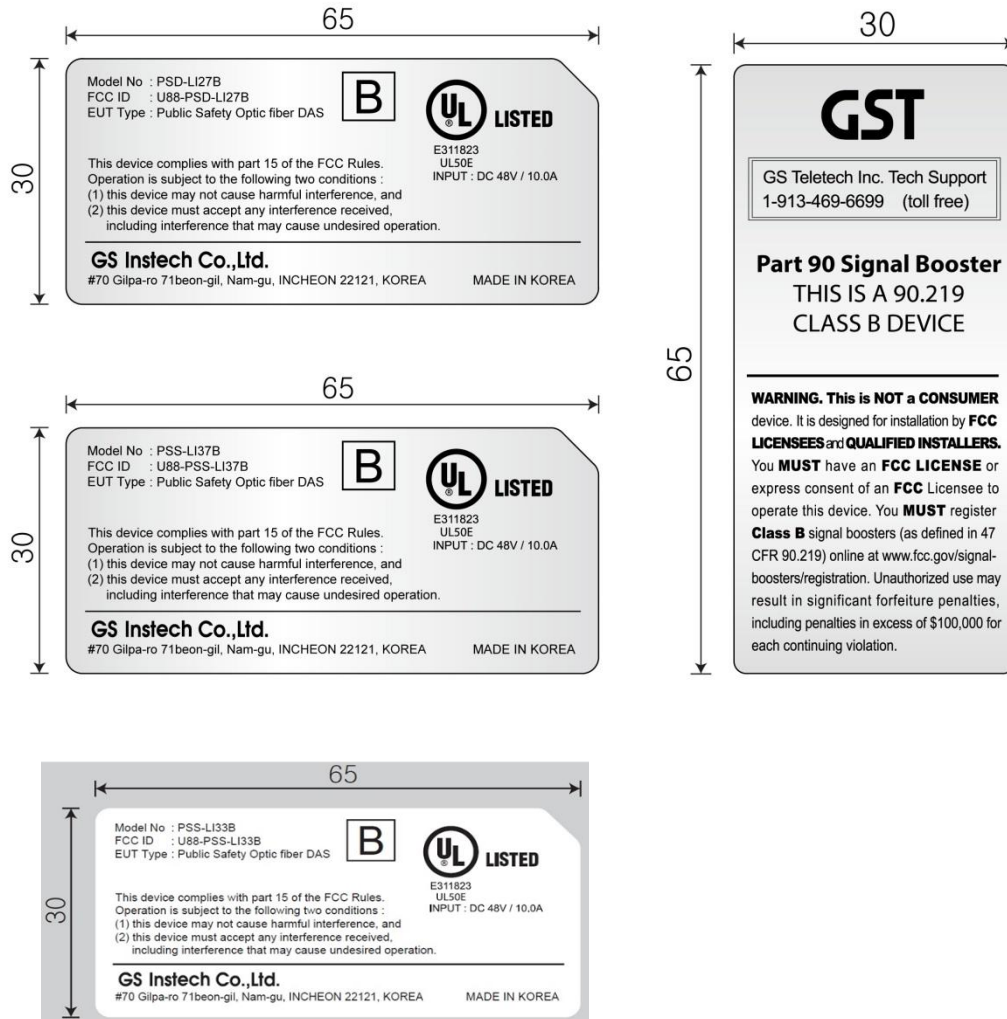 65
30
Model No : PSD-LI27B
FCC ID : U88-PSD-LI27B
EUT Type : Public Safety Optic fiber DAS
B
UL
®
LISTED
E311823
UL50E
INPUT : DC 48V / 10.0A
This device complies with part 15 of the FCC Rules.
Operation is subject to the following two conditions :
(1) this device may not cause harmful interference, and
(2) this device must accept any interference received,
including interference that may cause undesired operation.
GS Instech Co.,Ltd.
#70 Gilpa-ro 71beon-gil, Nam-gu, INCHEON 22121, KOREA MADE IN KOREA
65
30
Model No : PSS-LI37B
FCC ID : U88-PSS-LI37B
EUT Type : Public Safety Optic fiber DAS
B
UL
®
LISTED
E311823
UL50E
INPUT : DC 48V / 10.0A
This device complies with part 15 of the FCC Rules.
Operation is subject to the following two conditions :
(1) this device may not cause harmful interference, and
(2) this device must accept any interference received,
including interference that may cause undesired operation.
GS Instech Co.,Ltd.
#70 Gilpa-ro 71beon-gil, Nam-gu, INCHEON 22121, KOREA MADE IN KOREA
30
65
GST
GS Teletech Inc. Tech Support
1-913-469-6699 (toll free)
Part 90 Signal Booster
THIS IS A 90.219
CLASS B DEVICE
WARNING. This is NOT a CONSUMER
device. It is designed for installation by FCC
LICENSEES and QUALIFIED INSTALLERS.
You MUST have an FCC LICENSE or
express consent of an FCC Licensee to
operate this device. You MUST register
Class B signal boosters (as defined in 47
CFR 90.219) online at www.fcc.gov/signal-
boosters/registration. Unauthorized use may
result in significant forfeiture penalties,
including penalties in excess of $100,000 for
each continuing violation.
65
30
Model No : PSS-LI33B
FCC ID : U88-PSS-LI33B
EUT Type : Public Safety Optic fiber DAS
B
UL
®
LISTED
E311823
UL50E
INPUT : DC 48V / 10.0A
This device complies with part 15 of the FCC Rules.
Operation is subject to the following two conditions :
(1) this device may not cause harmful interference, and
(2) this device must accept any interference received,
including interference that may cause undesired operation.
GS Instech Co.,Ltd.
#70 Gilpa-ro 71beon-gil, Nam-gu, INCHEON 22121, KOREA MADE IN KOREA